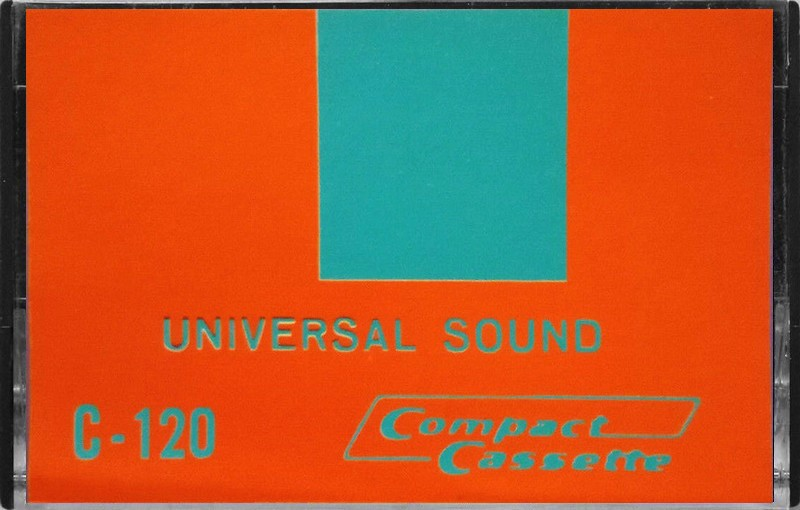 UNIVERSAL SOUND
C-120
Compact
Cassette